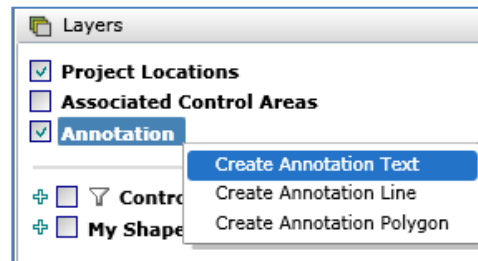 Layers
Project Locations
Associated Control Areas
Annotation
Create Annotation Text
Create Annotation Line
Create Annotation Polygon
Contro
My Shape